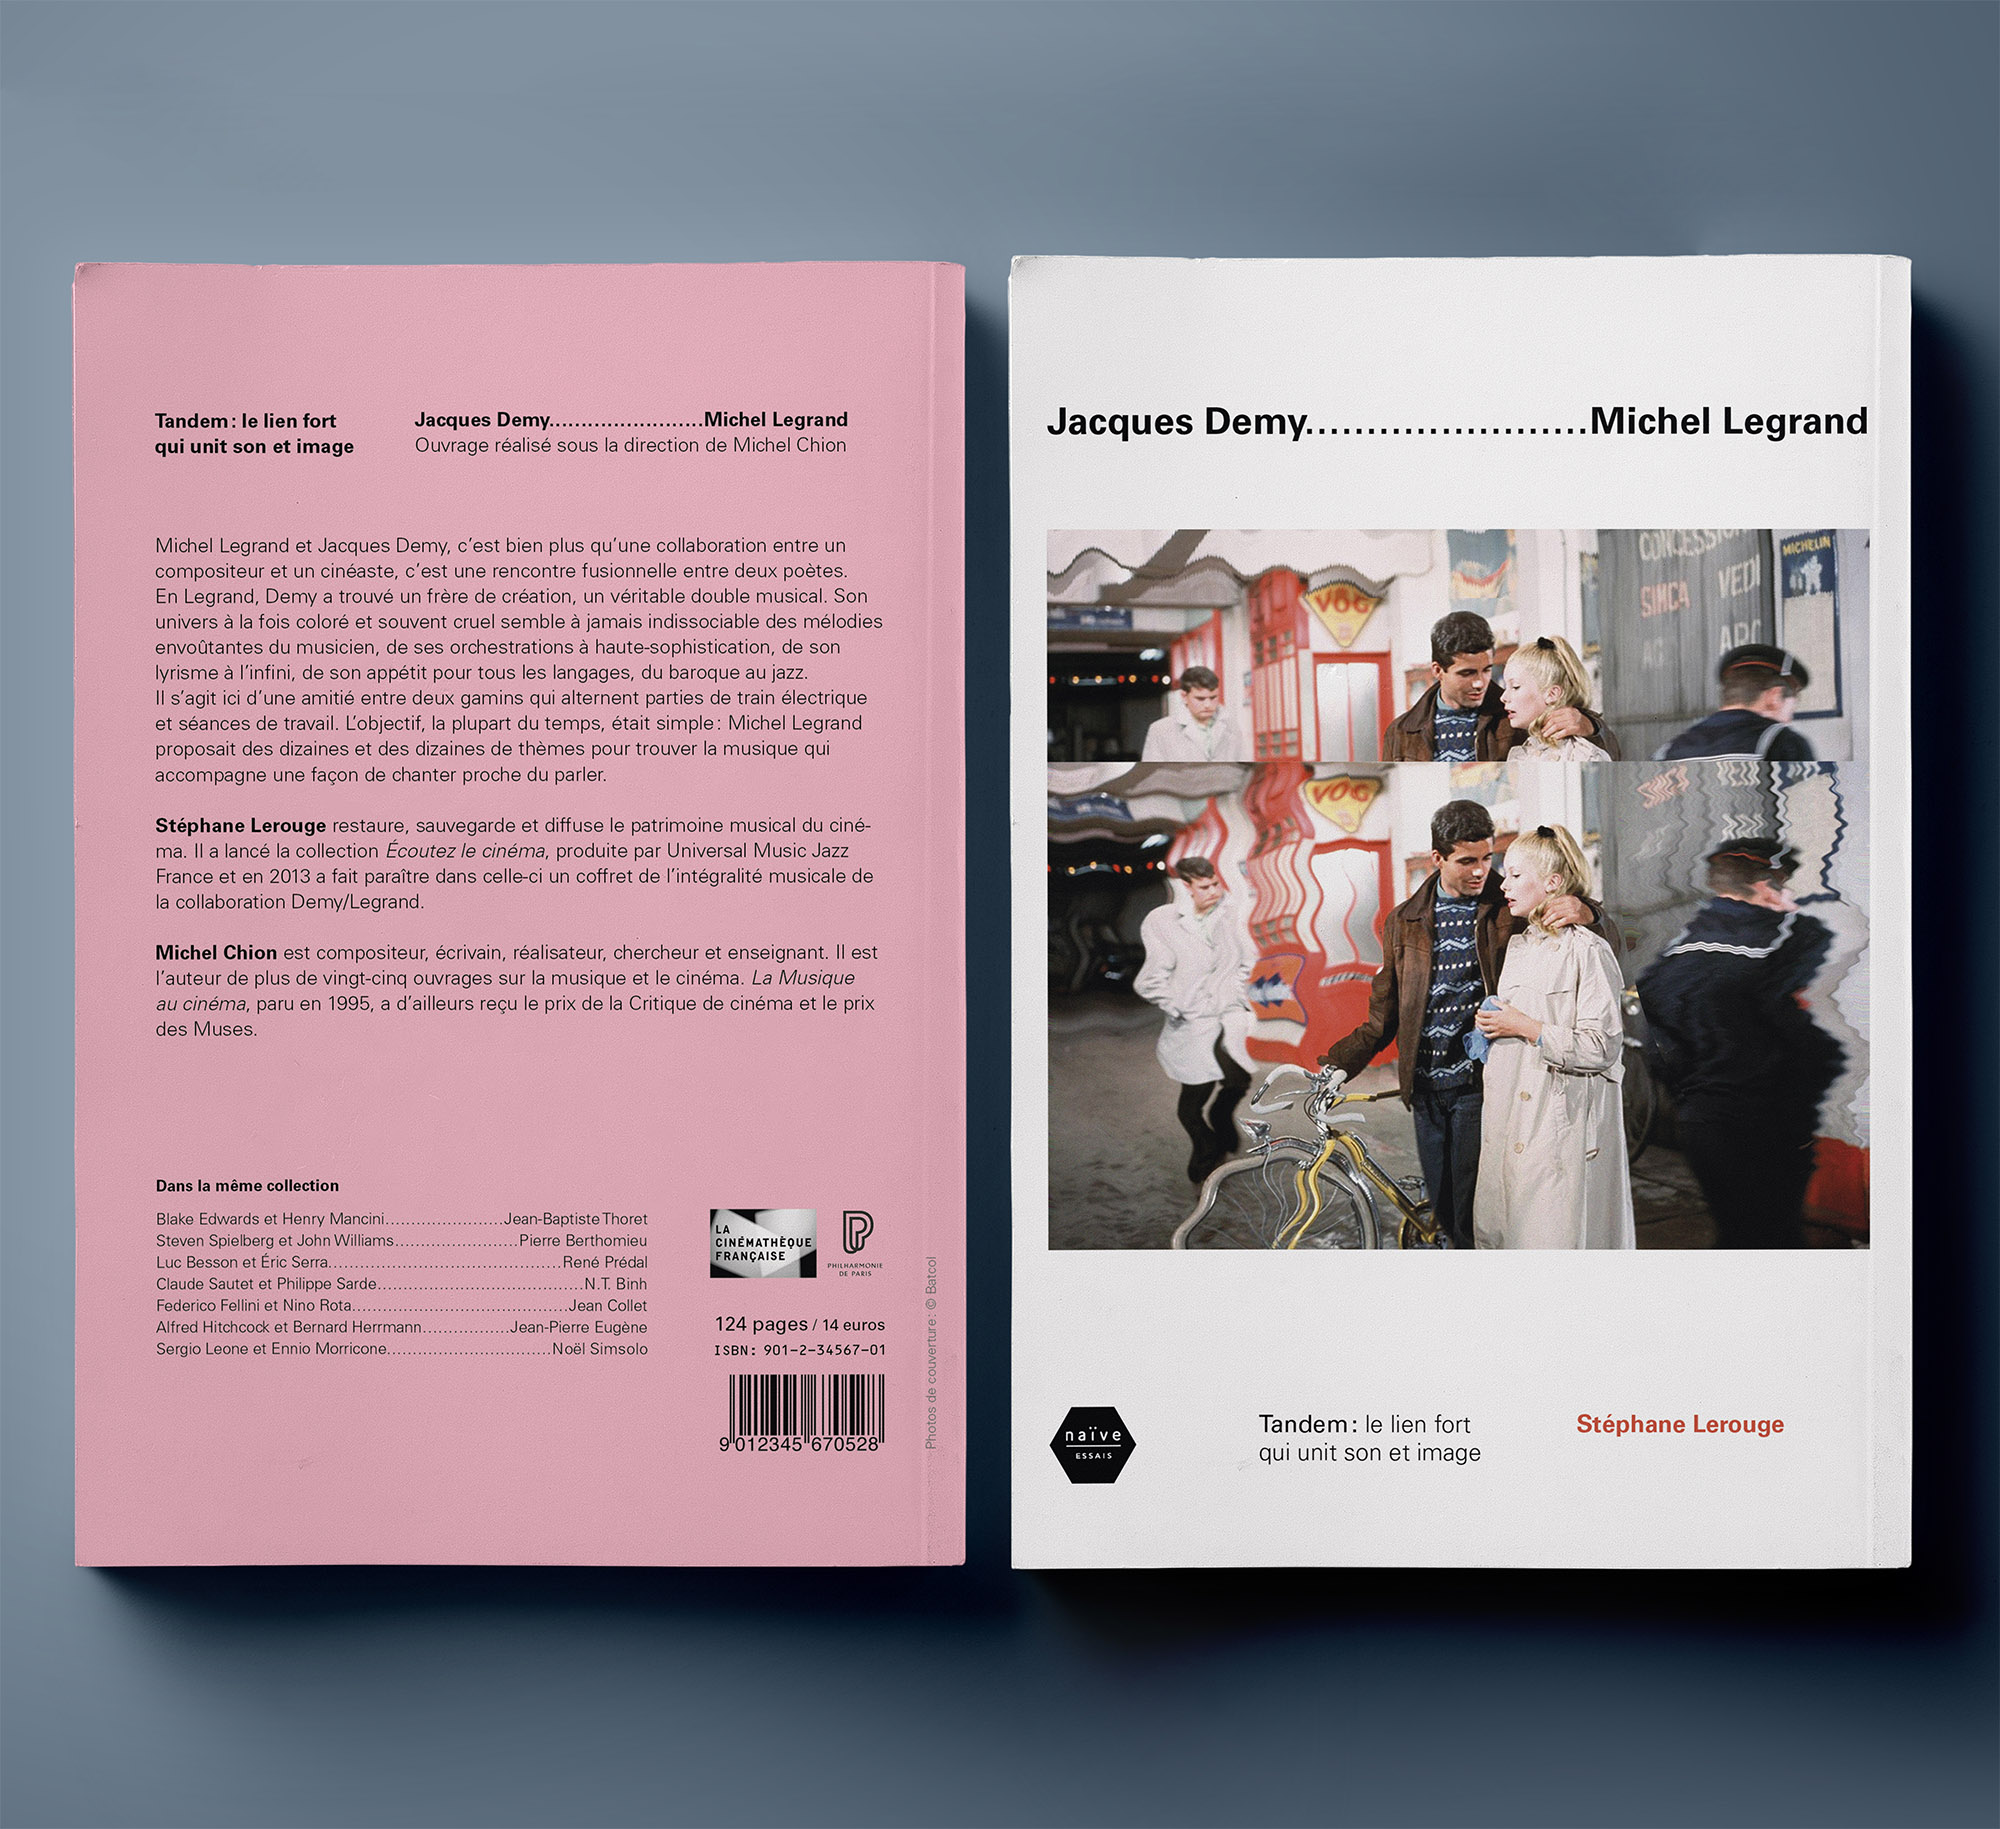 Tandem : le lien fort
qui unit son et image
Jacques Demy.......................Michel Legrand
Ouvrage réalisé sous la direction de Michel Chion
Michel Legrand et Jacques Demy, c’est bien plus qu’une collaboration entre un
compositeur et un cinéaste, c’est une rencontre fusionnelle entre deux poètes.
En Legrand, Demy a trouvé un frère de création, un véritable double musical. Son
univers à la fois coloré et souvent cruel semble à jamais indissociable des mélodies
envoûtantes du musicien, de ses orchestrations à haute-sophistication, de son
lyrisme à l’infini, de son appétit pour tous les langages, du baroque au jazz.
Il s’agit ici d’une amitié entre deux gamins qui alternent parties de train électrique
et séances de travail. L’objectif, la plupart du temps, était simple : Michel Legrand
proposait des dizaines et des dizaines de thèmes pour trouver la musique qui
accompagne une façon de chanter proche du parler.
Stéphane Lerouge restaure, sauvegarde et diffuse le patrimoine musical du ciné-
ma. Il a lancé la collection Écoutez le cinéma, produite par Universal Music Jazz
France et en 2013 a fait paraître dans celle-ci un coffret de l’intégralité musicale de
la collaboration Demy/Legrand.
Michel Chion est compositeur, écrivain, réalisateur, chercheur et enseignant. Il est
l’auteur de plus de vingt-cinq ouvrages sur la musique et le cinéma. La Musique
au cinéma, paru en 1995, a d’ailleurs reçu le prix de la Critique de cinéma et le prix
des Muses.
Dans la même collection
Blake Edwards et Henry Mancini.......................Jean-Baptiste Thoret
Steven Spielberg et John Williams........................Pierre Berthomieu
Luc Besson et Éric Serra.............................................René Prédal
Claude Sautet et Philippe Sarde........................................N.T. Binh
Federico Fellini et Nino Rota..........................................Jean Collet
Alfred Hitchcock et Bernard Herrmann.................Jean-Pierre Eugène
Sergio Leone et Ennio Morricone................................Noël Simsolo
LA
CINÉMATHÈQUE
FRANÇAISE
PHILHARMONIE
DE PARIS
124 pages / 14 euros
ISBN: 901-2-34567-01
9 012345 670528
Photos de couverture : © Batcol
Jacques Demy.......................Michel Legrand
VOG
CONCESSION
SIMCA
VEDE
AG
ARO
MICHELIN
VOG
naïve
ESSAIS
Tandem : le lien fort
qui unit son et image
Stéphane Lerouge